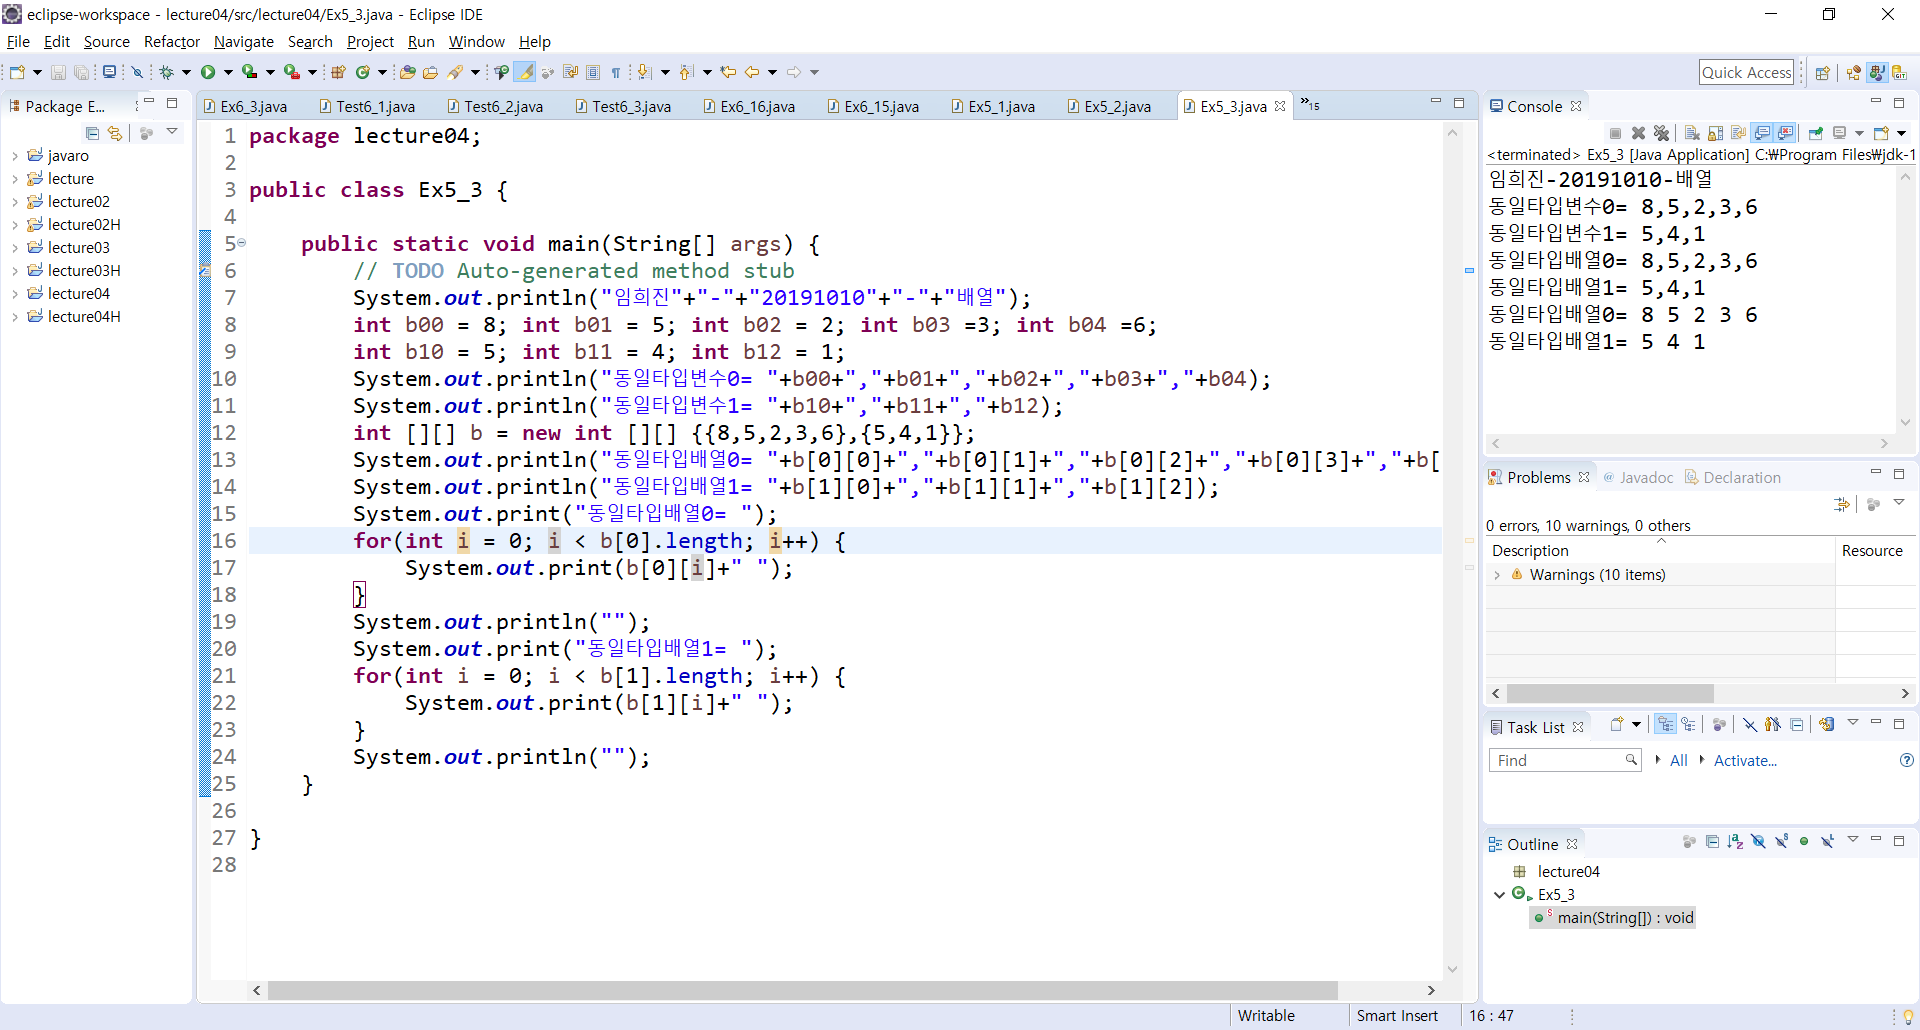 eclipse-workspace - lecture04/src/lecture04/Ex5_3.java - Eclipse IDE
File Edit Source Refactor Navigate Search Project Run Window Help
Quick Access
Package E...
javaro
lecture
lecture02
lecture02H
lecture03
lecture03H
lecture04
lecture04H
Ex6_3.java Test6_1.java Test6_2.java Test6_3.java Ex6_16.java Ex6_15.java Ex5_1.java Ex5_2.java Ex5_3.java »15
1 package lecture04;
2
3 public class Ex5_3 {
4
5 public static void main(String[] args) {
6 // TODO Auto-generated method stub
7 System.out.println("임희진"+"-"+"20191010"+"-"+"배열");
8 int b00 = 8; int b01 = 5; int b02 = 2; int b03 =3; int b04 =6;
9 int b10 = 5; int b11 = 4; int b12 = 1;
10 System.out.println("동일타입변수0= "+b00+","+b01+","+b02+","+b03+","+b04);
11 System.out.println("동일타입변수1= "+b10+","+b11+","+b12);
12 int [][] b = new int [][] {{8,5,2,3,6},{5,4,1}};
13 System.out.println("동일타입배열0= "+b[0][0]+","+b[0][1]+","+b[0][2]+","+b[0][3]+","+b[
14 System.out.println("동일타입배열1= "+b[1][0]+","+b[1][1]+","+b[1][2]);
15 System.out.print("동일타입배열0= ");
16 for(int i = 0; i < b[0].length; i++) {
17 System.out.print(b[0][i]+" ");
18 }
19 System.out.println("");
20 System.out.print("동일타입배열1= ");
21 for(int i = 0; i < b[1].length; i++) {
22 System.out.print(b[1][i]+" ");
23 }
24 System.out.println("");
25 }
26
27 }
28
Console
<terminated> Ex5_3 [Java Application] C:₩Program Files₩jdk-1
임희진-20191010-배열
동일타입변수0= 8,5,2,3,6
동일타입변수1= 5,4,1
동일타입배열0= 8,5,2,3,6
동일타입배열1= 5,4,1
동일타입배열0= 8 5 2 3 6
동일타입배열1= 5 4 1
Problems @ Javadoc Declaration
0 errors, 10 warnings, 0 others
Description Resource
Warnings (10 items)
Task List
Find All Activate...
Outline
lecture04
Ex5_3
main(String[]) : void
Writable Smart Insert 16 : 47